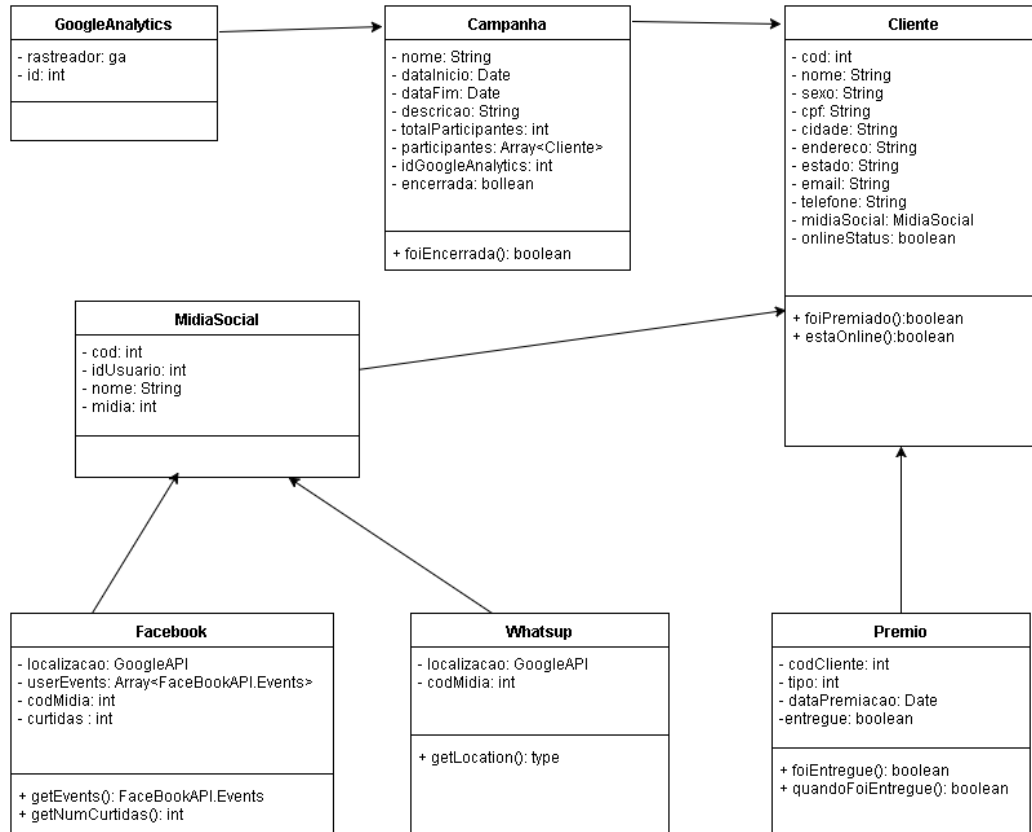 GoogleAnalytics
- rastreador: ga
- id: int
Campanha
- nome: String
- dataInicio: Date
- dataFim: Date
- descricao: String
- totalParticipantes: int
- participantes: Array<Cliente>
- idGoogleAnalytics: int
- encerrada: bollean
+ foiEncerrada(): boolean
Cliente
- cod: int
- nome: String
- sexo: String
- cpf: String
- cidade: String
- endereco: String
- estado: String
- email: String
- telefone: String
- midiaSocial: MidiaSocial
- onlineStatus: boolean
+ foiPremiado():boolean
+ estaOnline():boolean
MidiaSocial
- cod: int
- idUsuario: int
- nome: String
- midia: int
Facebook
- localizacao: GoogleAPI
- userEvents: Array<FaceBookAPI.Events>
- codMidia: int
- curtidas : int
+ getEvents(): FaceBookAPI.Events
+ getNumCurtidas(): int
Whatsup
- localizacao: GoogleAPI
- codMidia: int
+ getLocation(): type
Premio
- codCliente: int
- tipo: int
- dataPremiacao: Date
-entregue: boolean
+ foiEntregue(): boolean
+ quandoFoiEntregue(): boolean